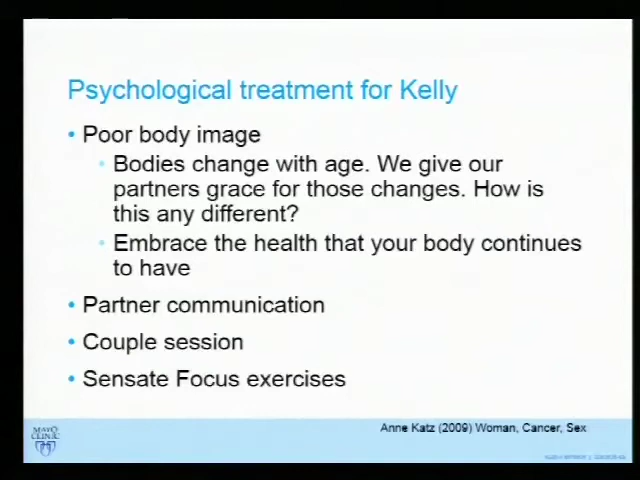 Psychological treatment for Kelly
• Poor body image
• Bodies change with age. We give our
partners grace for those changes. How is
this any different?
• Embrace the health that your body continues
to have
• Partner communication
• Couple session
• Sensate Focus exercises
Anne Katz (2009) Woman, Cancer, Sex
MAYO
CLINIC